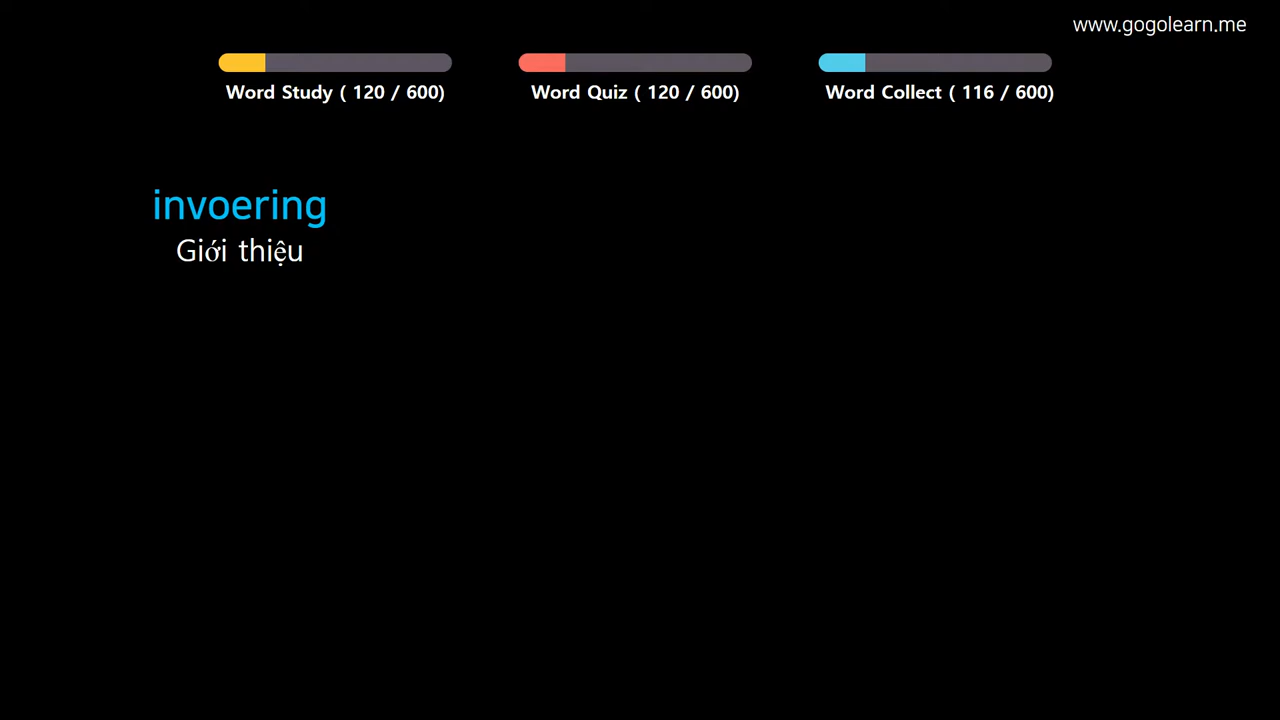 www.gogolearn.me
Word Study ( 120 / 600)
Word Quiz ( 120 / 600)
Word Collect ( 116 / 600)
invoering
Giới thiệu